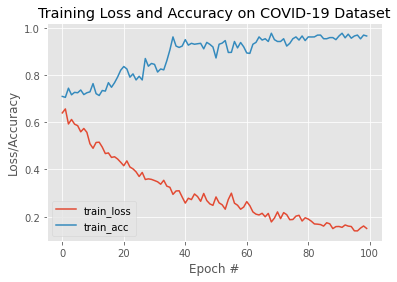 Training Loss and Accuracy on COVID-19 Dataset
1.0
0.8
0.6
0.4
0.2
Loss/Accuracy
train_loss
train_acc
0 20 40 60 80 100
Epoch #